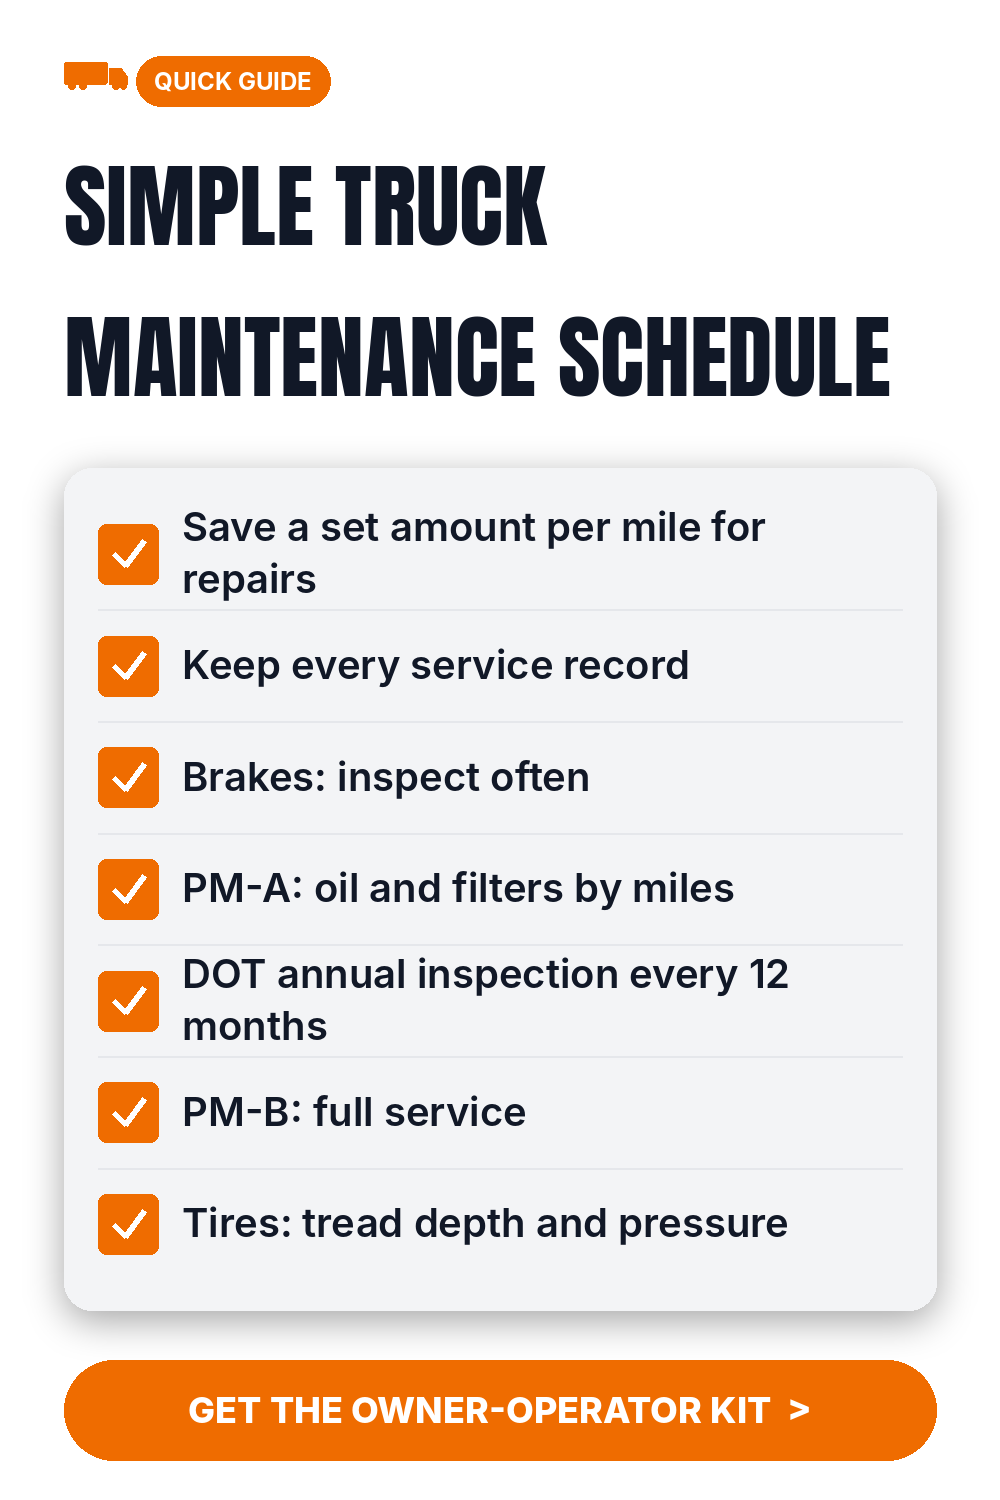 QUICK GUIDE
SIMPLE TRUCK
MAINTENANCE SCHEDULE
Save a set amount per mile for
repairs
Keep every service record
Brakes: inspect often
PM-A: oil and filters by miles
DOT annual inspection every 12
months
PM-B: full service
Tires: tread depth and pressure
GET THE OWNER-OPERATOR KIT >